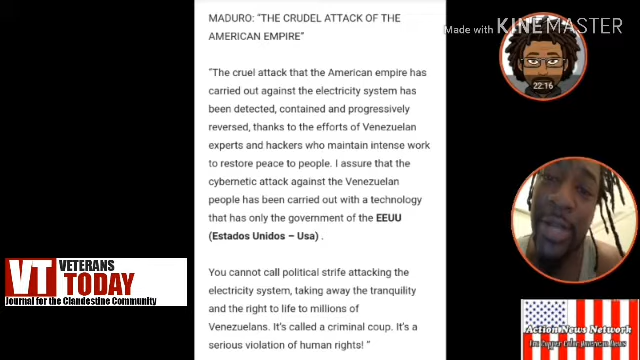 MADURO: “THE CRUDEL ATTACK OF THE
AMERICAN EMPIRE”
Made with KINEMASTER
“The cruel attack that the American empire has
carried out against the electricity system has
been detected, contained and progressively
reversed, thanks to the efforts of Venezuelan
experts and hackers who maintain intense work
to restore peace to people. I assure that the
cybernetic attack against the Venezuelan
people has been carried out with a technology
that has only the government of the EEUU
(Estados Unidos – Usa) .
You cannot call political strife attacking the
electricity system, taking away the tranquility
and the right to life to millions of
Venezuelans. It's called a criminal coup. It's a
serious violation of human rights! ”
22:16
VT VETERANS
TODAY
Journal for the Clandestine Community
Action News Network